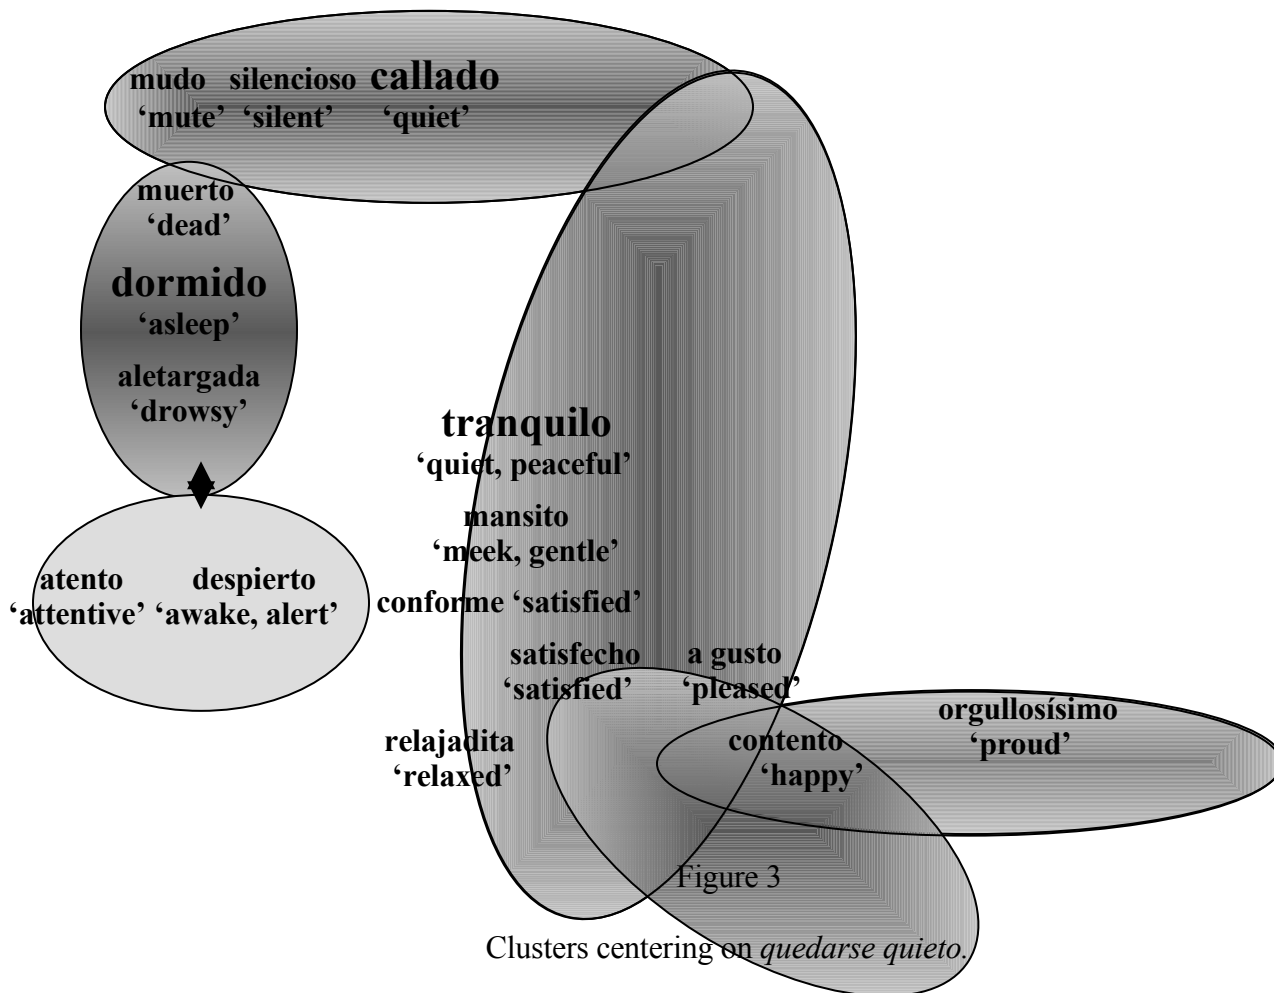 mudo silencioso callado
‘mute’ ‘silent’ ‘quiet’
muerto
‘dead’
dormido
‘asleep’
aletargada
‘drowsy’
tranquilo
‘quiet, peaceful’
mansito
‘meek, gentle’
atento despierto
‘attentive’ ‘awake, alert’
conforme ‘satisfied’
satisfecho
‘satisfied’
a gusto
‘pleased’
relajadita
‘relaxed’
contento
‘happy’
orgullosísimo
‘proud’
Figure 3
Clusters centering on quedarse quieto.